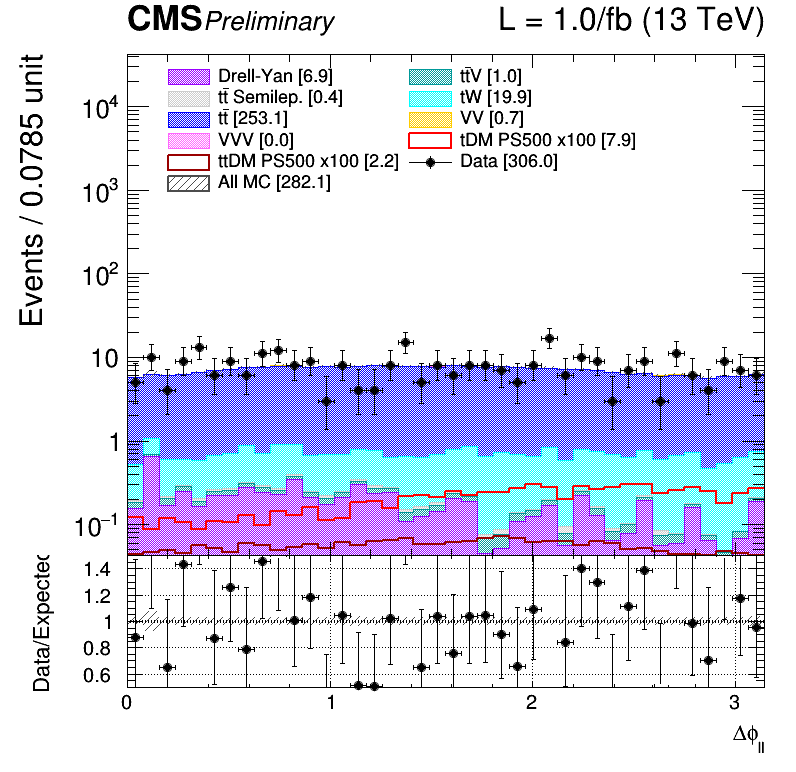 CMS Preliminary L = 1.0/fb (13 TeV)
Events / 0.0785 unit
Drell-Yan [6.9] tt̄V [1.0]
tt̄ Semilep. [0.4] tW [19.9]
tt̄ [253.1] VV [0.7]
VVV [0.0] tDM PS500 x100 [7.9]
ttDM PS500 x100 [2.2] Data [306.0]
All MC [282.1]
10⁴
10³
10²
10
1
10⁻¹
Data/Expected
1.4
1.2
1
0.8
0.6
0 1 2 3
Δϕ_ll